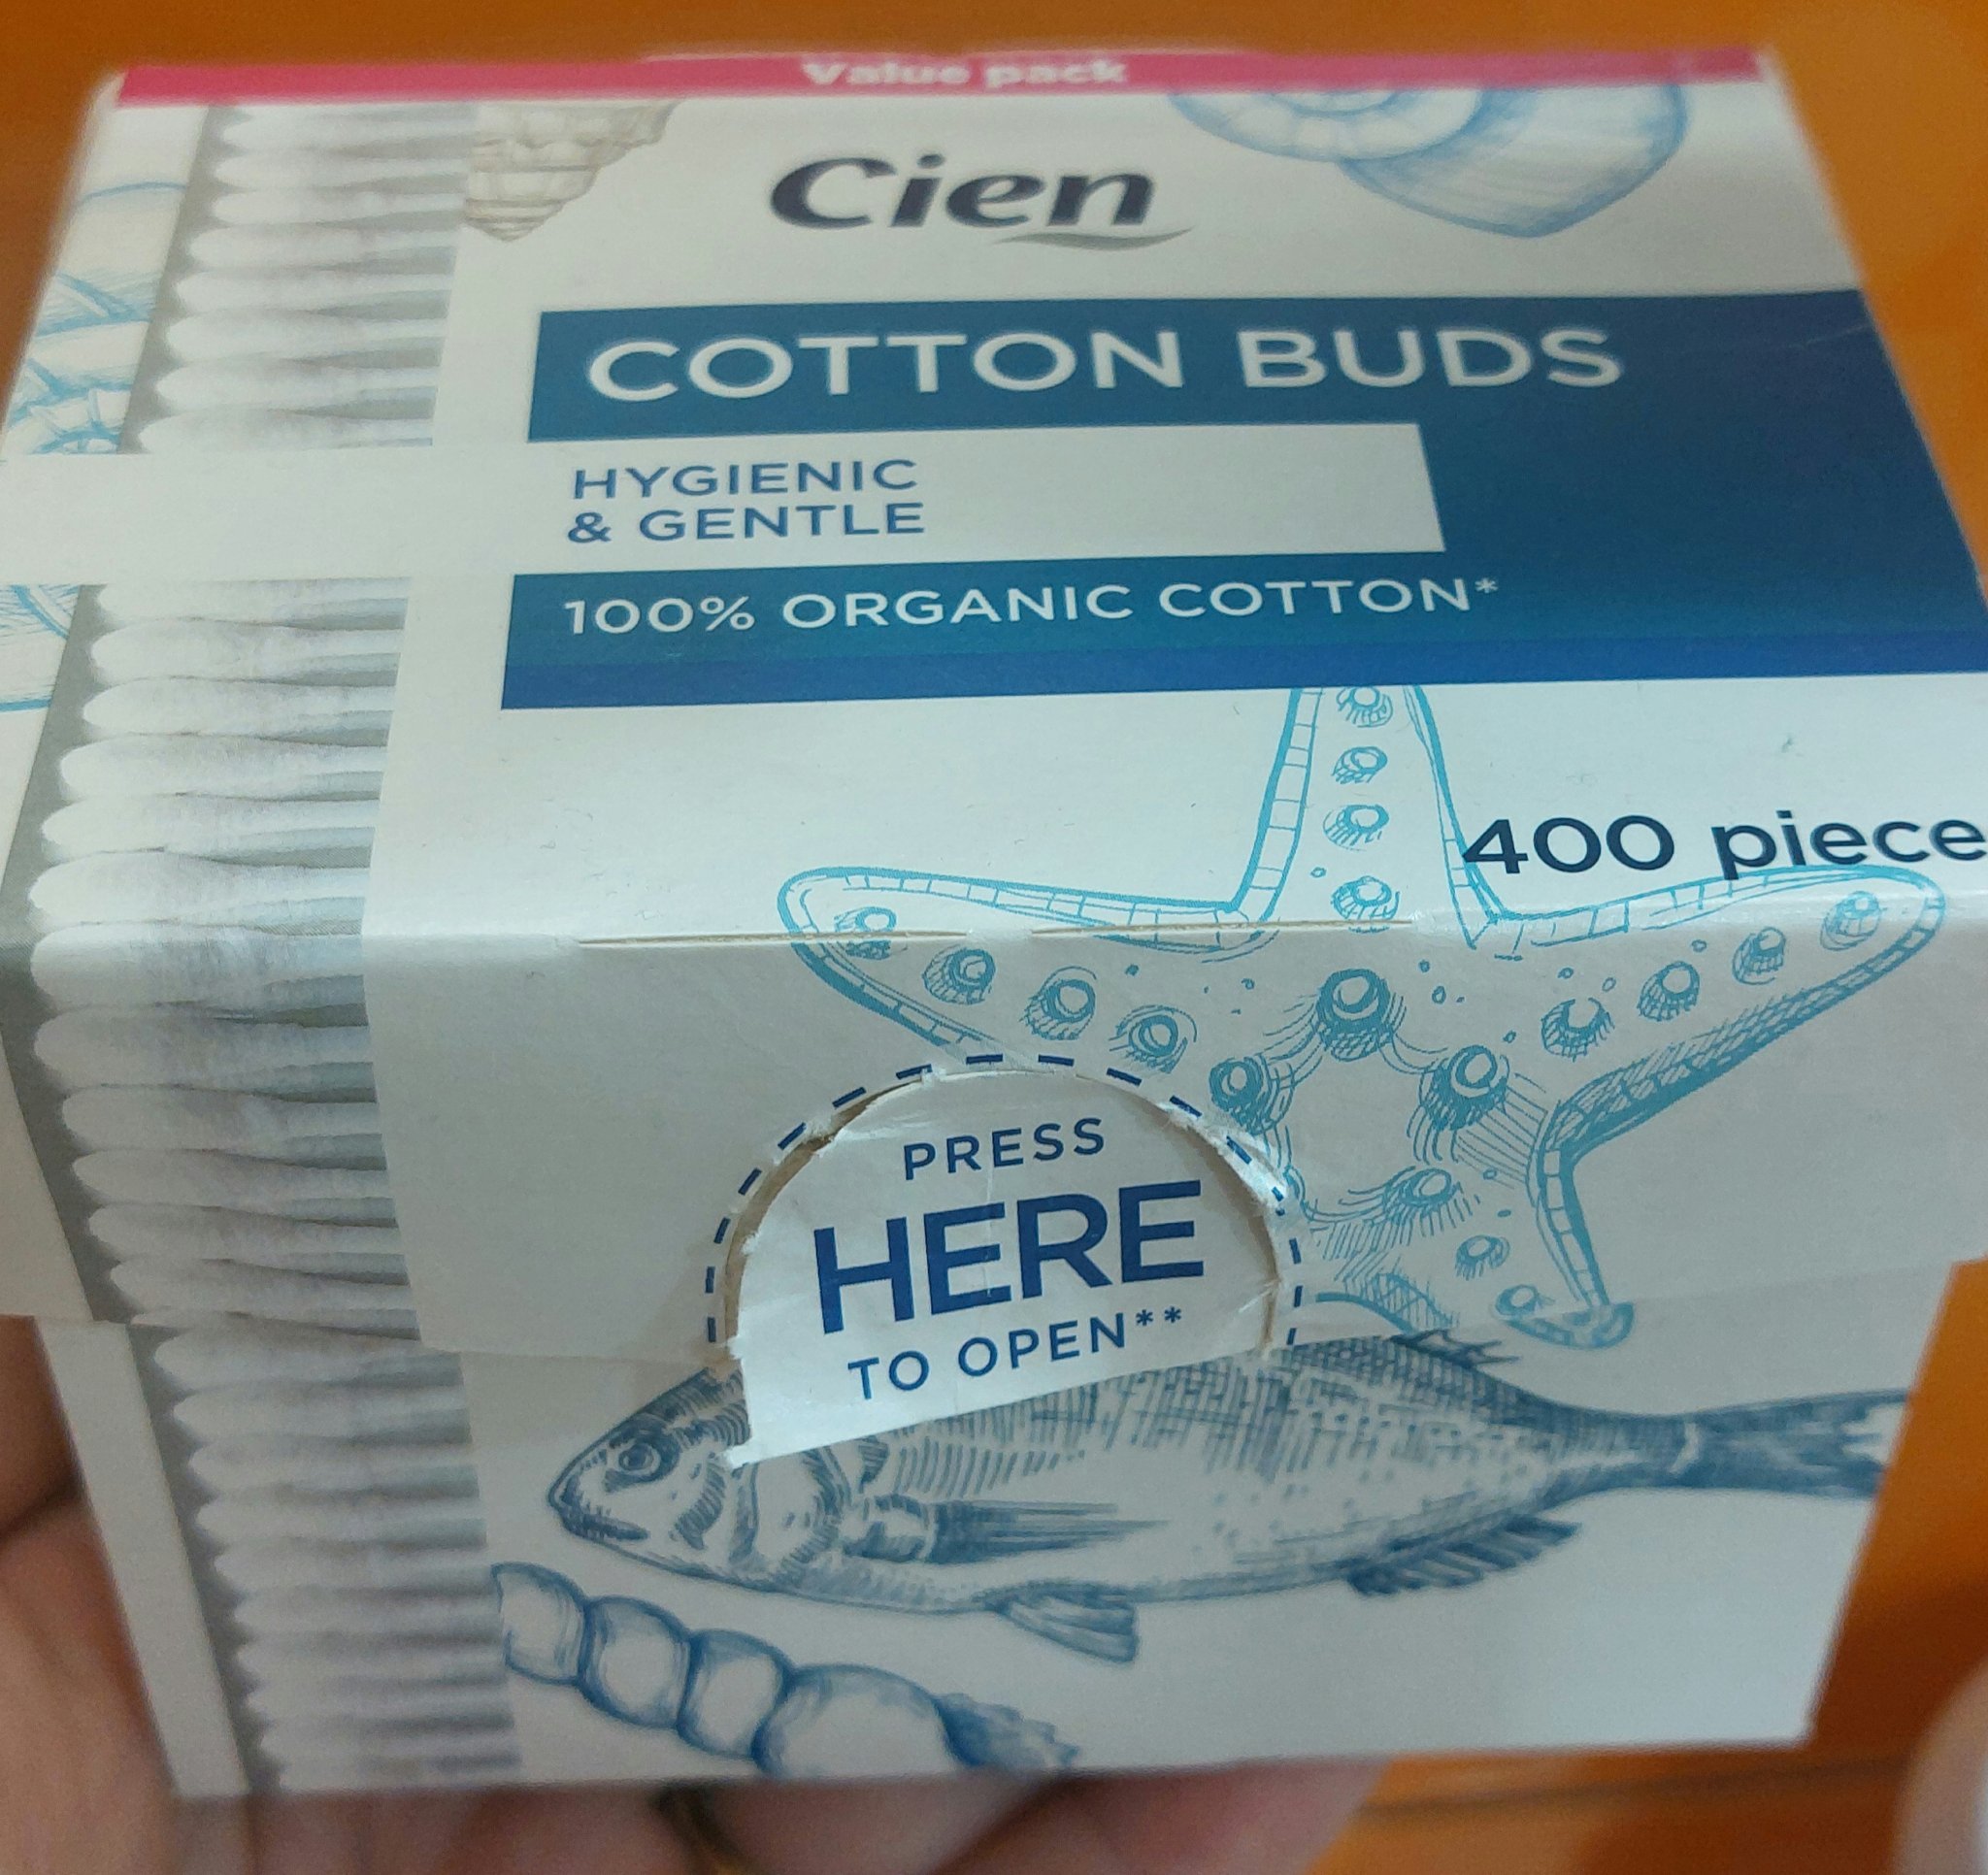 Value pack
Cien
COTTON BUDS
HYGIENIC
& GENTLE
100% ORGANIC COTTON*
400 piece
PRESS
HERE
TO OPEN**